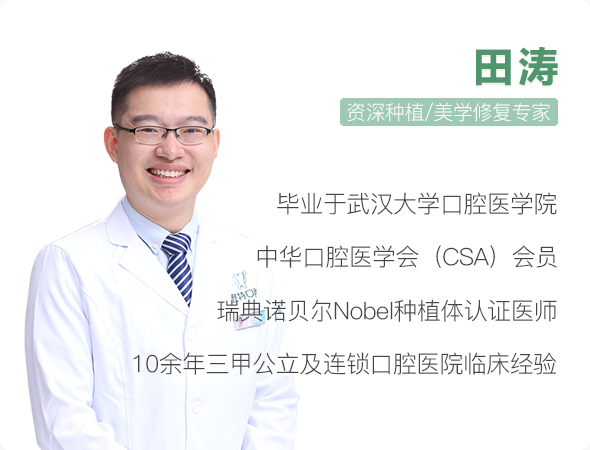 田涛
资深种植/美学修复专家
毕业于武汉大学口腔医学院
中华口腔医学会（CSA）会员
瑞典诺贝尔Nobel种植体认证医师
10余年三甲公立及连锁口腔医院临床经验